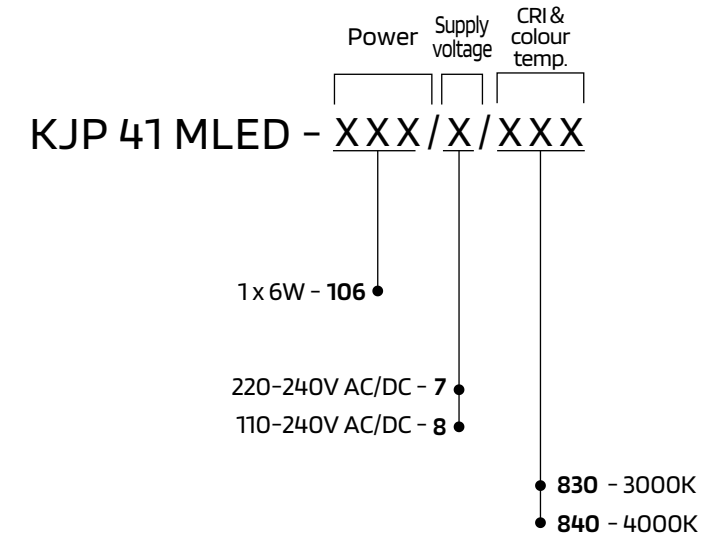 Power
Supply
voltage
CRI &
colour
temp.
KJP 41 MLED - XXX/X/XXX
1 x 6W - 106
220-240V AC/DC - 7
110-240V AC/DC - 8
830 - 3000K
840 - 4000K